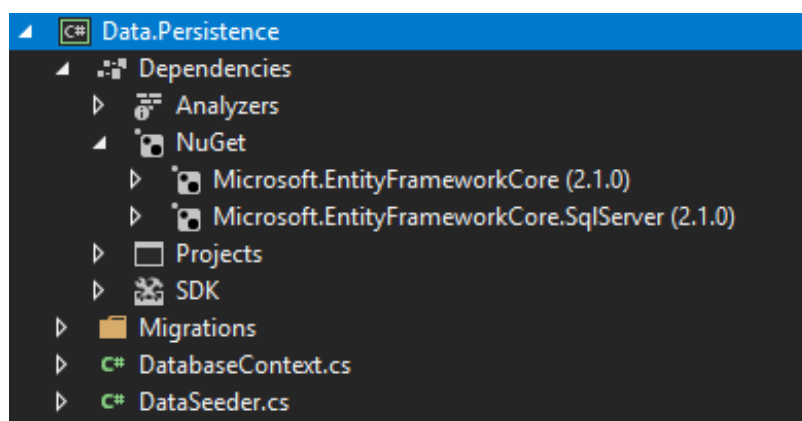 C# Data.Persistence
Dependencies
Analyzers
NuGet
Microsoft.EntityFrameworkCore (2.1.0)
Microsoft.EntityFrameworkCore.SqlServer (2.1.0)
Projects
SDK
Migrations
C# DatabaseContext.cs
C# DataSeeder.cs